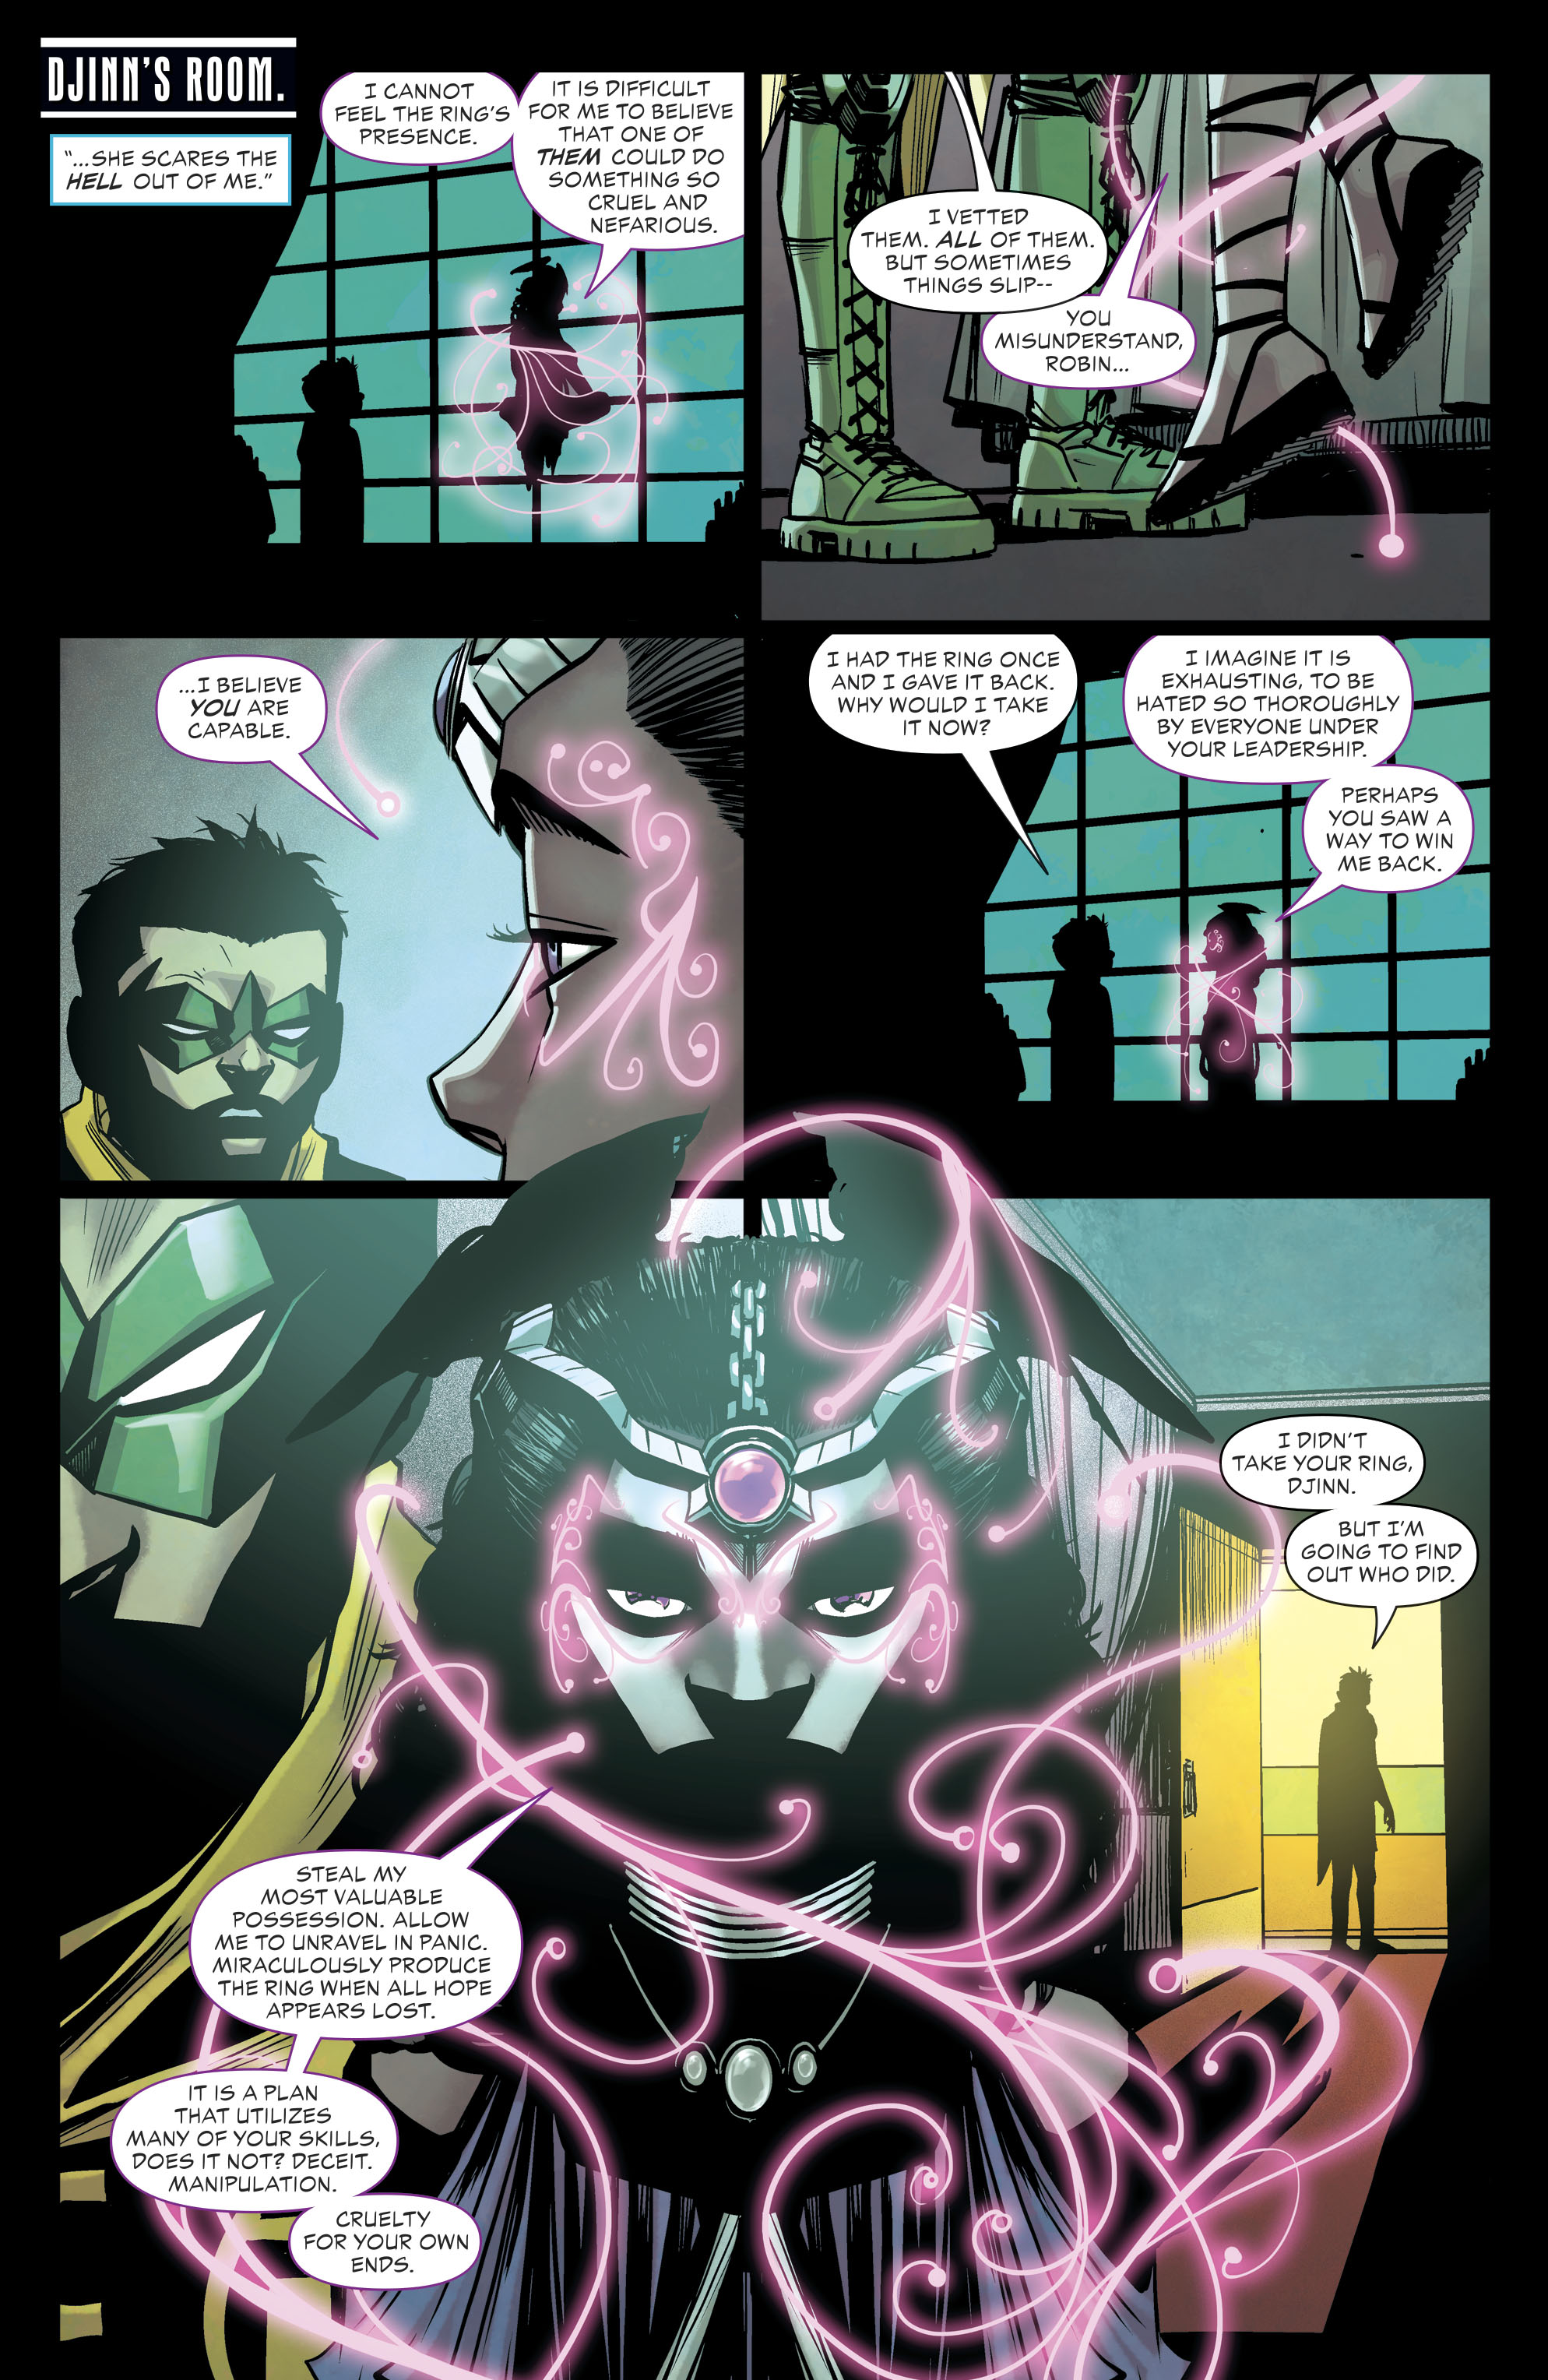 DJINN'S ROOM.
"...SHE SCARES THE
HELL OUT OF ME."
I CANNOT
FEEL THE RING'S
PRESENCE.
IT IS DIFFICULT
FOR ME TO BELIEVE
THAT ONE OF
THEM COULD DO
SOMETHING SO
CRUEL AND
NEFARIOUS.
I VETTED
THEM. ALL OF THEM.
BUT SOMETIMES
THINGS SLIP--
YOU
MISUNDERSTAND,
ROBIN...
...I BELIEVE
YOU ARE
CAPABLE.
I HAD THE RING ONCE
AND I GAVE IT BACK.
WHY WOULD I TAKE
IT NOW?
I IMAGINE IT IS
EXHAUSTING, TO BE
HATED SO THOROUGHLY
BY EVERYONE UNDER
YOUR LEADERSHIP.
PERHAPS
YOU SAW A
WAY TO WIN
ME BACK.
STEAL MY
MOST VALUABLE
POSSESSION. ALLOW
ME TO UNRAVEL IN PANIC.
MIRACULOUSLY PRODUCE
THE RING WHEN ALL HOPE
APPEARS LOST.
IT IS A PLAN
THAT UTILIZES
MANY OF YOUR SKILLS,
DOES IT NOT? DECEIT.
MANIPULATION.
CRUELTY
FOR YOUR OWN
ENDS.
I DIDN'T
TAKE YOUR RING,
DJINN.
BUT I'M
GOING TO FIND
OUT WHO DID.